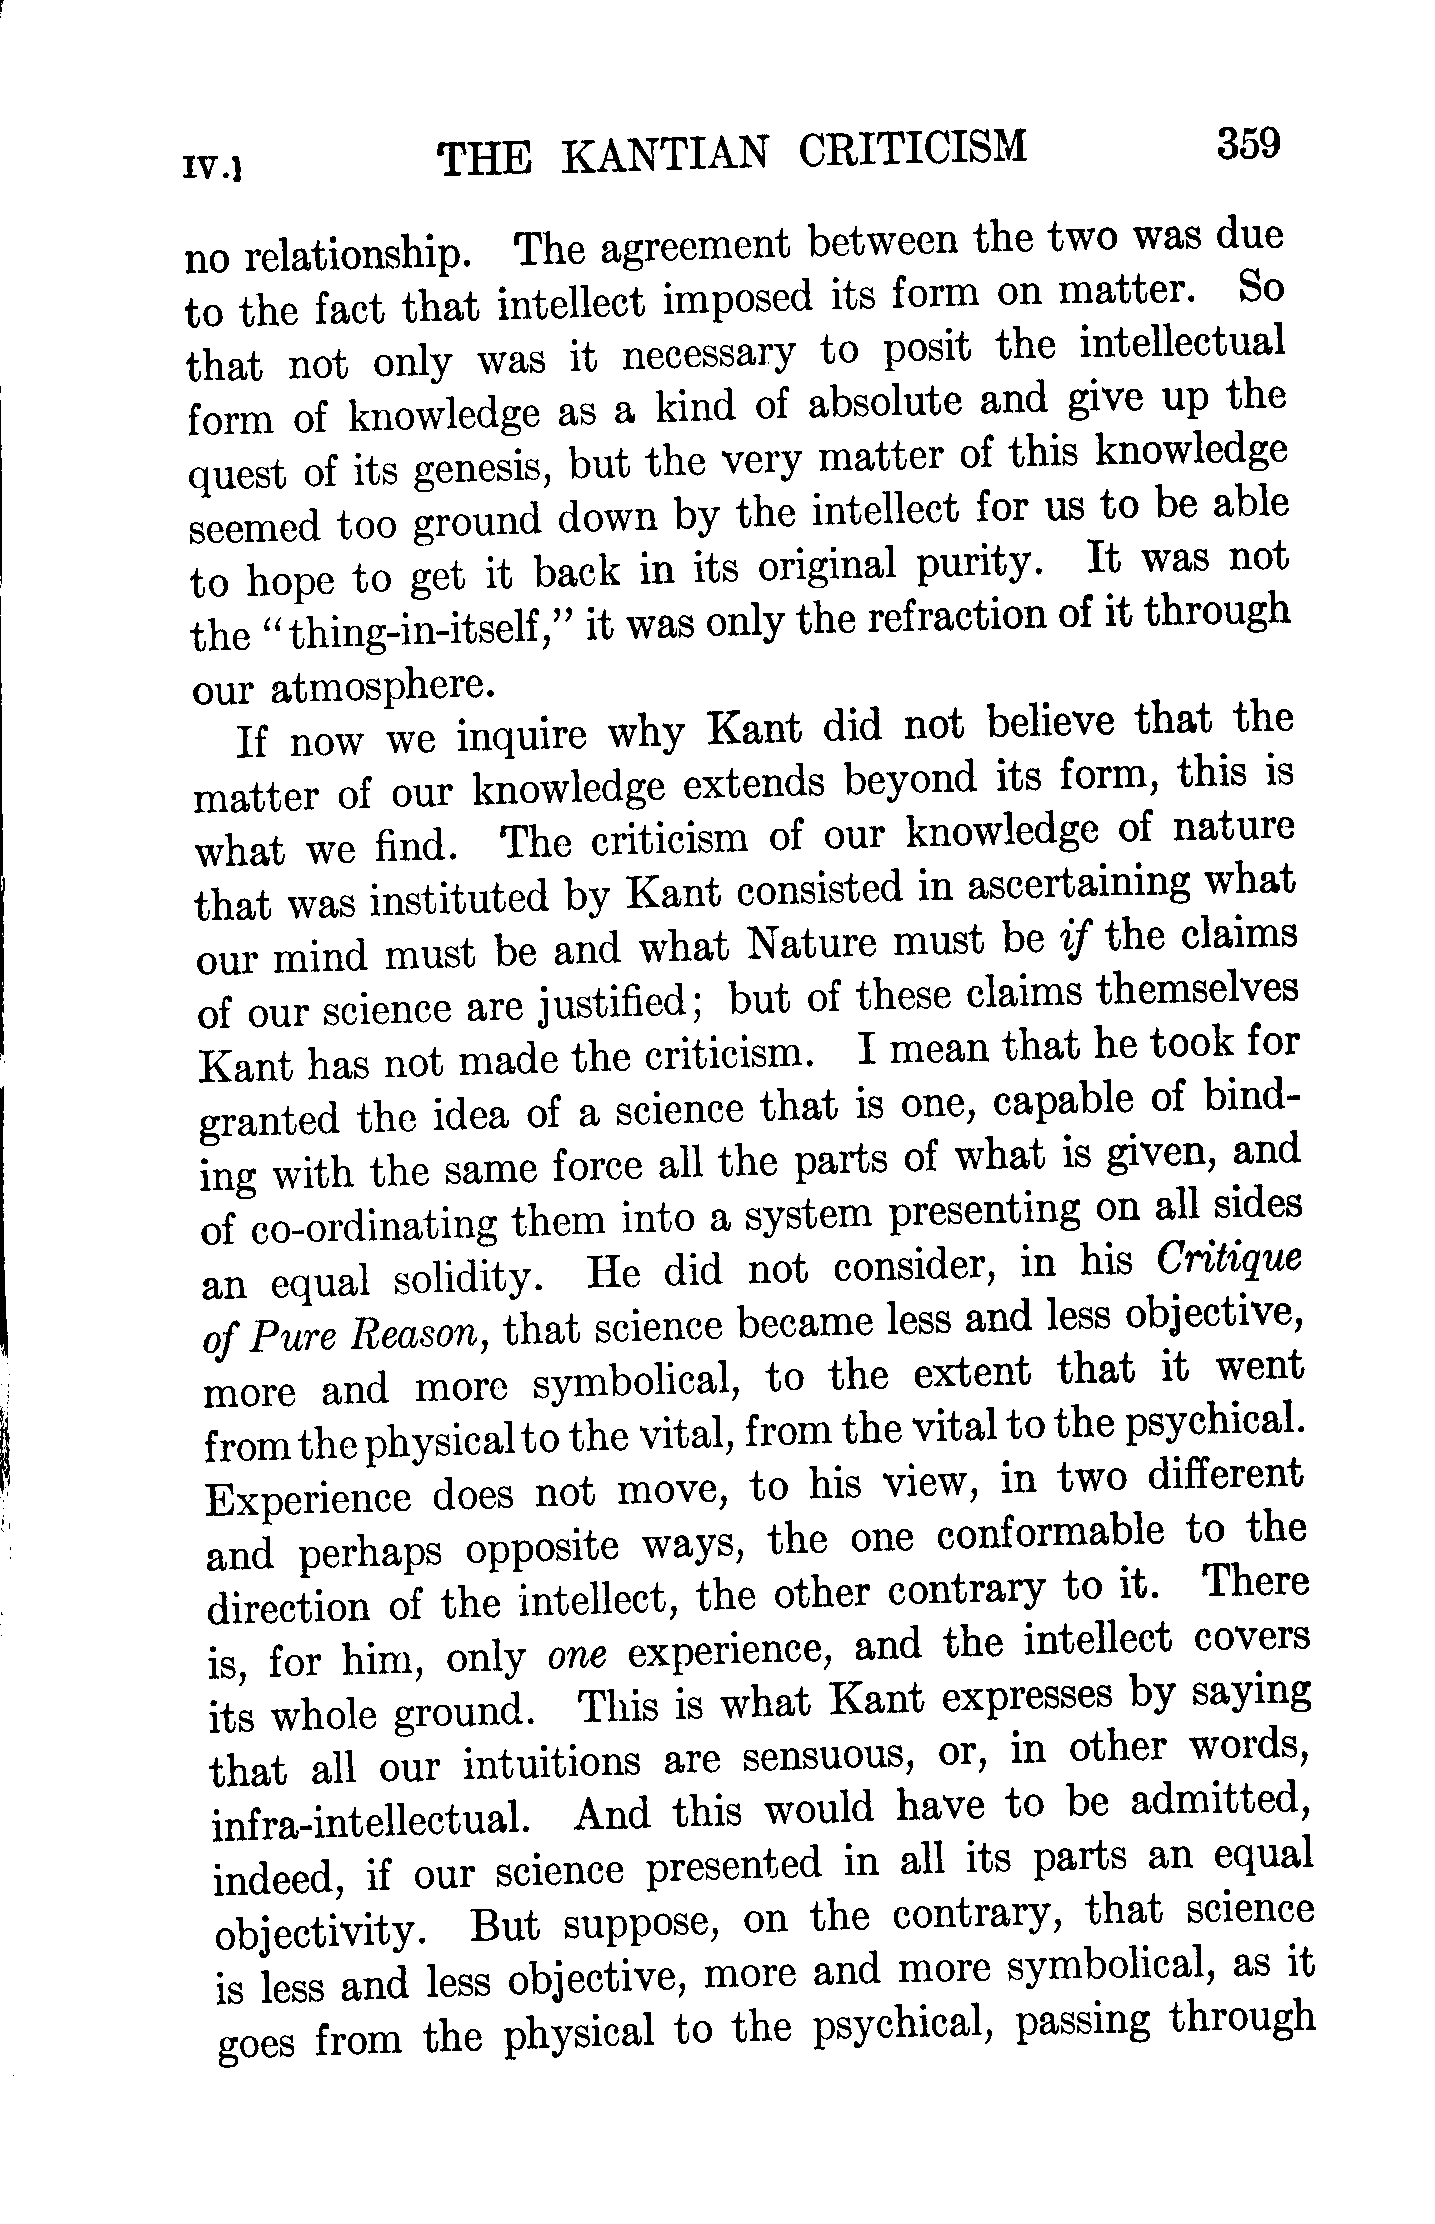 IV.] THE KANTIAN CRITICISM 359
no relationship. The agreement between the two was due
to the fact that intellect imposed its form on matter. So
that not only was it necessary to posit the intellectual
form of knowledge as a kind of absolute and give up the
quest of its genesis, but the very matter of this knowledge
seemed too ground down by the intellect for us to be able
to hope to get it back in its original purity. It was not
the "thing-in-itself," it was only the refraction of it through
our atmosphere.
If now we inquire why Kant did not believe that the
matter of our knowledge extends beyond its form, this is
what we find. The criticism of our knowledge of nature
that was instituted by Kant consisted in ascertaining what
our mind must be and what Nature must be if the claims
of our science are justified; but of these claims themselves
Kant has not made the criticism. I mean that he took for
granted the idea of a science that is one, capable of bind-
ing with the same force all the parts of what is given, and
of co-ordinating them into a system presenting on all sides
an equal solidity. He did not consider, in his Critique
of Pure Reason, that science became less and less objective,
more and more symbolical, to the extent that it went
from the physical to the vital, from the vital to the psychical.
Experience does not move, to his view, in two different
and perhaps opposite ways, the one conformable to the
direction of the intellect, the other contrary to it. There
is, for him, only one experience, and the intellect covers
its whole ground. This is what Kant expresses by saying
that all our intuitions are sensuous, or, in other words,
infra-intellectual. And this would have to be admitted,
indeed, if our science presented in all its parts an equal
objectivity. But suppose, on the contrary, that science
is less and less objective, more and more symbolical, as it
goes from the physical to the psychical, passing through